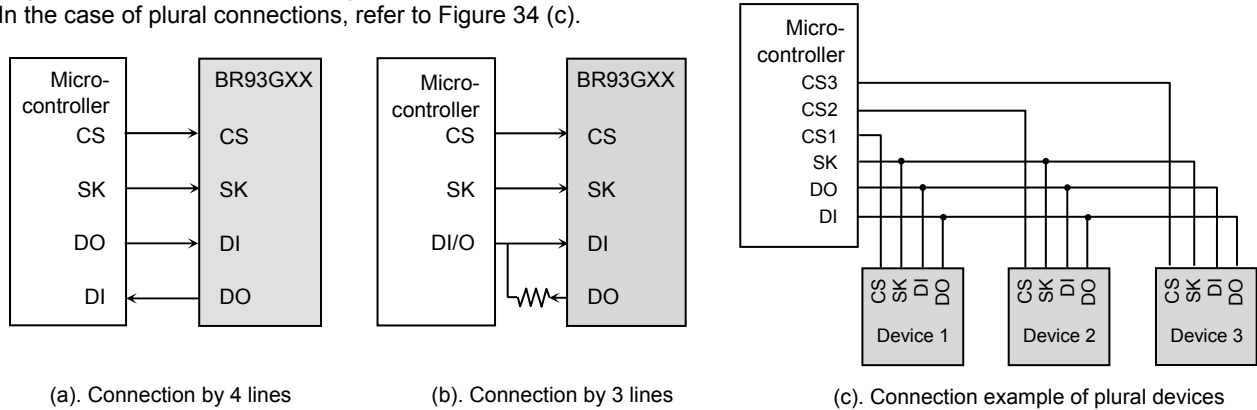 In the case of plural connections, refer to Figure 34 (c).
Micro-
controller
CS
SK
DO
DI
BR93GXX
CS
SK
DI
DO
(a). Connection by 4 lines
Micro-
controller
CS
SK
DI/O
BR93GXX
CS
SK
DI
DO
(b). Connection by 3 lines
Micro-
controller
CS3
CS2
CS1
SK
DO
DI
CS
SK
DI
DO
Device 1
CS
SK
DI
DO
Device 2
CS
SK
DI
DO
Device 3
(c). Connection example of plural devices